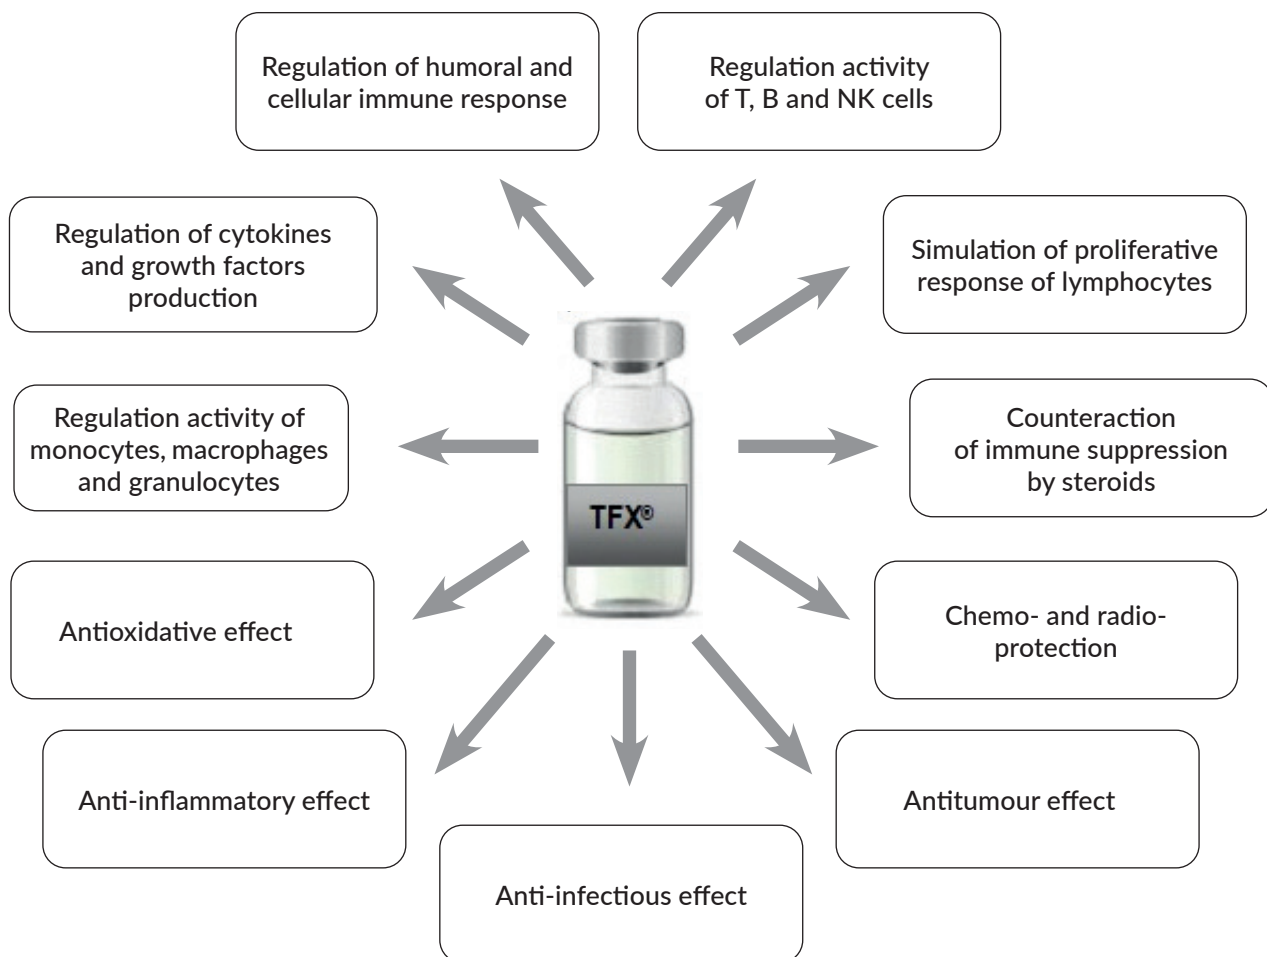 Regulation of humoral and
cellular immune response
Regulation activity
of T, B and NK cells
Regulation of cytokines
and growth factors
production
Simulation of proliferative
response of lymphocytes
Regulation activity of
monocytes, macrophages
and granulocytes
TFX®
Counteraction
of immune suppression
by steroids
Antioxidative effect
Chemo- and radio-
protection
Anti-inflammatory effect
Antitumour effect
Anti-infectious effect